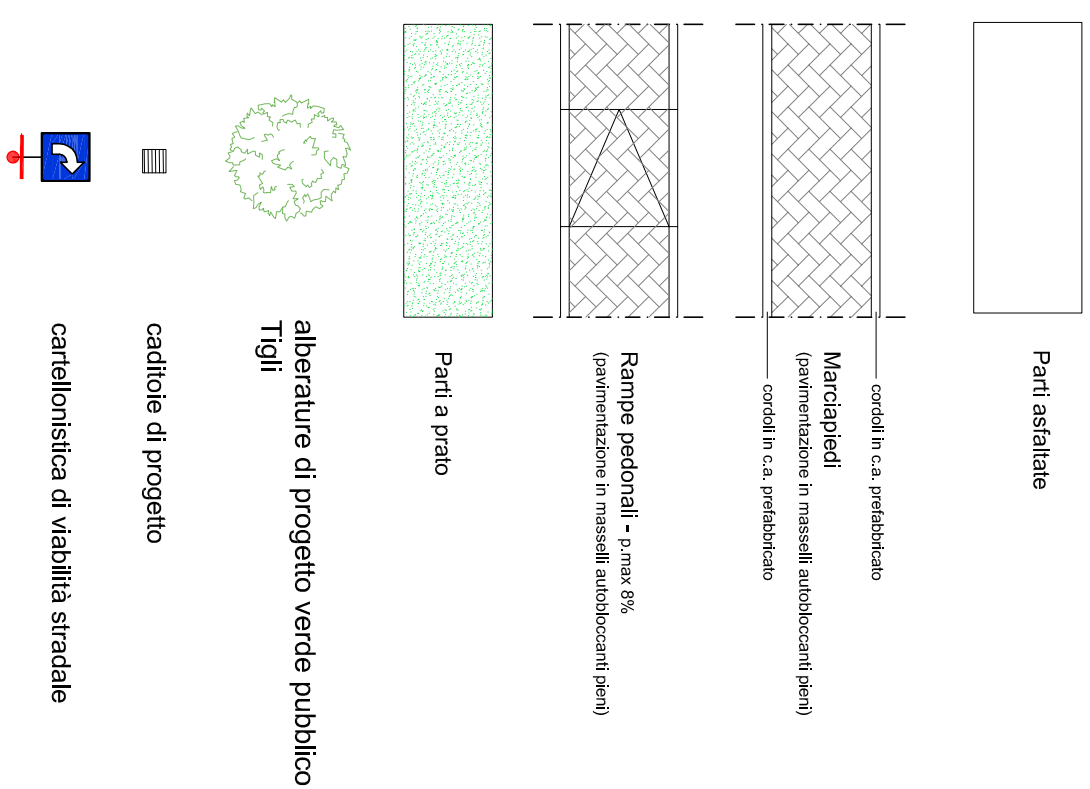 Parti asfaltate
cordoli in c.a. prefabbricato
Marciapiedi
(pavimentazione in masselli autobloccanti pieni)
cordoli in c.a. prefabbricato
Rampe pedonali - p.max 8%
(pavimentazione in masselli autobloccanti pieni)
Parti a prato
alberature di progetto verde pubblico
Tigli
caditoie di progetto
cartellonistica di viabilità stradale